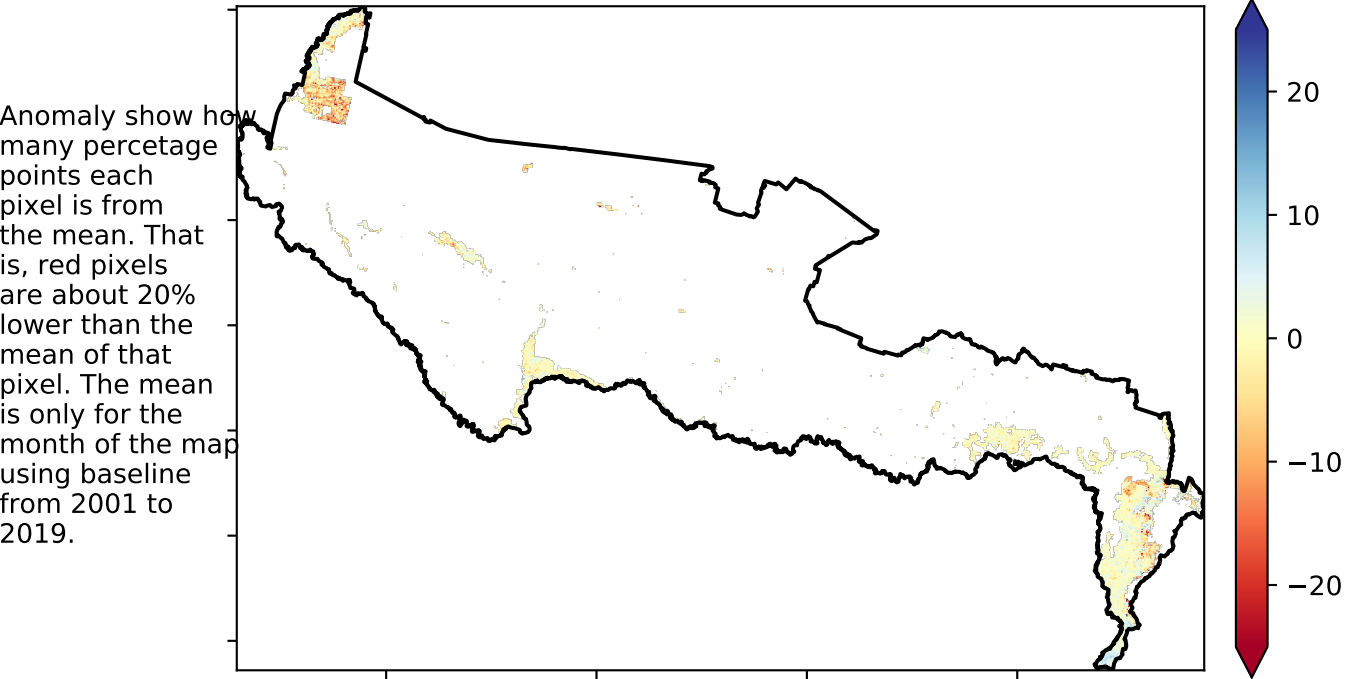 Anomaly show how
many percetage
points each
pixel is from
the mean. That
is, red pixels
are about 20%
lower than the
mean of that
pixel. The mean
is only for the
month of the map
using baseline
from 2001 to
2019.
20
10
0
−10
−20